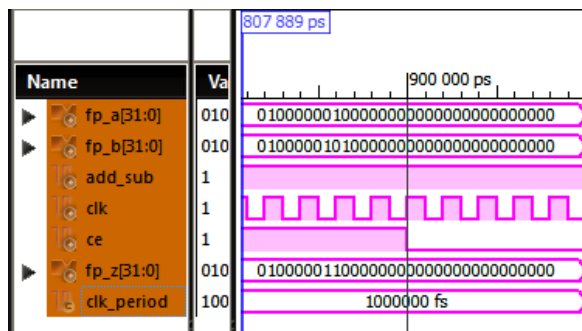 807 889 ps
Name Va 900 000 ps
fp_a[31:0] 010 01000000100000000000000000000000
fp_b[31:0] 010 01000001010000000000000000000000
add_sub 1
clk 1
ce 1
fp_z[31:0] 010 01000001100000000000000000000000
clk_period 100 1000000 fs